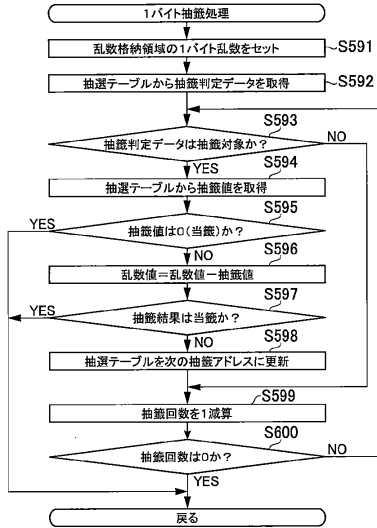 1バイト抽籤処理
乱数格納領域の1バイト乱数をセット
S591
抽選テーブルから抽籤判定データを取得
S592
S593
抽籤判定データは抽籤対象か?
NO
YES
S594
抽選テーブルから抽籤値を取得
S595
YES
抽籤値は0(当籤)か?
NO
S596
乱数値=乱数値-抽籤値
S597
YES
抽籤結果は当籤か?
NO
S598
抽選テーブルを次の抽籤アドレスに更新
S599
抽籤回数を1減算
S600
抽籤回数は0か?
NO
YES
戻る